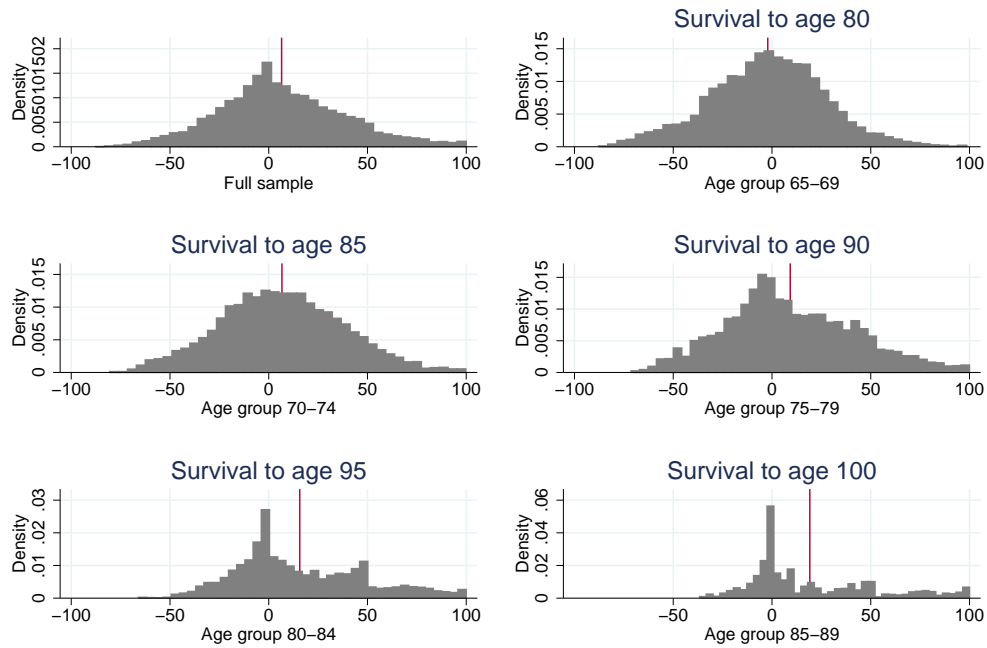 Density
.005.01.01502
0
−100 −50 0 50 100
Full sample
Survival to age 80
Density
0 .005 .01 .015
−100 −50 0 50 100
Age group 65−69
Survival to age 85
Density
0 .005 .01 .015
−100 −50 0 50 100
Age group 70−74
Survival to age 90
Density
0 .005 .01 .015
−100 −50 0 50 100
Age group 75−79
Survival to age 95
Density
0 .01 .02 .03
−100 −50 0 50 100
Age group 80−84
Survival to age 100
Density
0 .02 .04 .06
−50 0 50 100
Age group 85−89